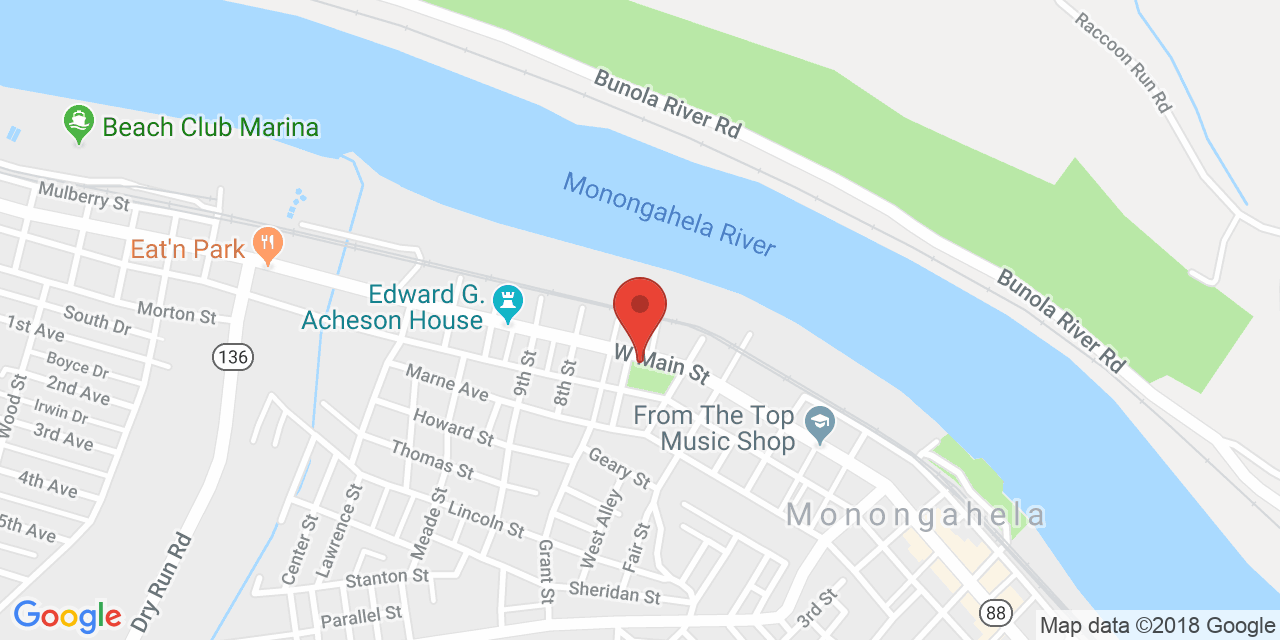 Raccoon Run Rd
Bunola River Rd
Beach Club Marina
Monongahela River
Mulberry St
Eat'n Park
Bunola River Rd
Edward G.
Acheson House
Morton St
South Dr
1st Ave
136
W Main St
Boyce Dr
9th St
8th St
Marne Ave
2nd Ave
Wood St
Irwin Dr
From The Top
Music Shop
Howard St
3rd Ave
Thomas St
Geary St
4th Ave
Lawrence St
Meade St
Lincoln St
West Alley
Fair St
Monongahela
5th Ave
Center St
Grant St
Dry Run Rd
Stanton St
Sheridan St
3rd St
88
Parallel St
Google
Map data ©2018 Google